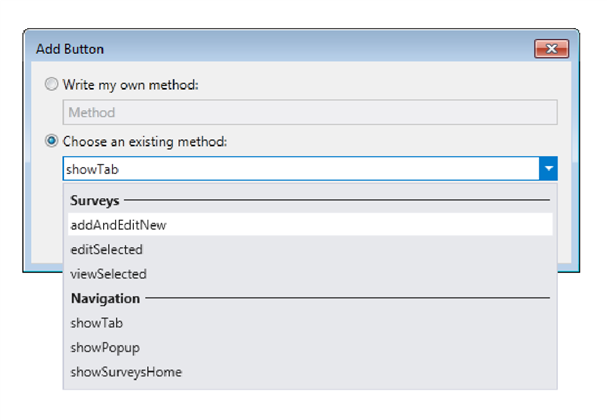 Add Button
Write my own method:
Method
Choose an existing method:
showTab
Surveys
addAndEditNew
editSelected
viewSelected
Navigation
showTab
showPopup
showSurveysHome